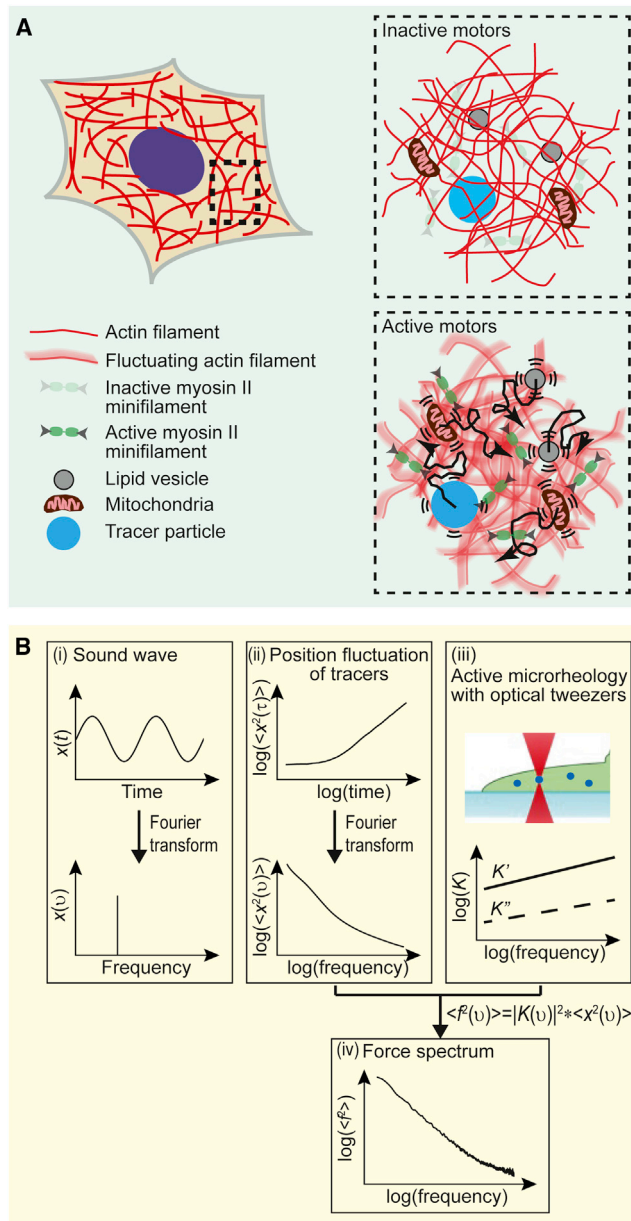 A
Inactive motors
Active motors
Actin filament
Fluctuating actin filament
Inactive myosin II
minifilament
Active myosin II
minifilament
Lipid vesicle
Mitochondria
Tracer particle
B
(i) Sound wave
x(t)
Time
Fourier
transform
x(υ)
Frequency
(ii) Position fluctuation
of tracers
log(<x²(τ)>)
log(time)
Fourier
transform
log(<x²(υ)>)
log(frequency)
(iii)
Active microrheology
with optical tweezers
log(K)
K′
K″
log(frequency)
<f²(υ)>=|K(υ)|²*<x²(υ)>
(iv) Force spectrum
log(<f²>)
log(frequency)